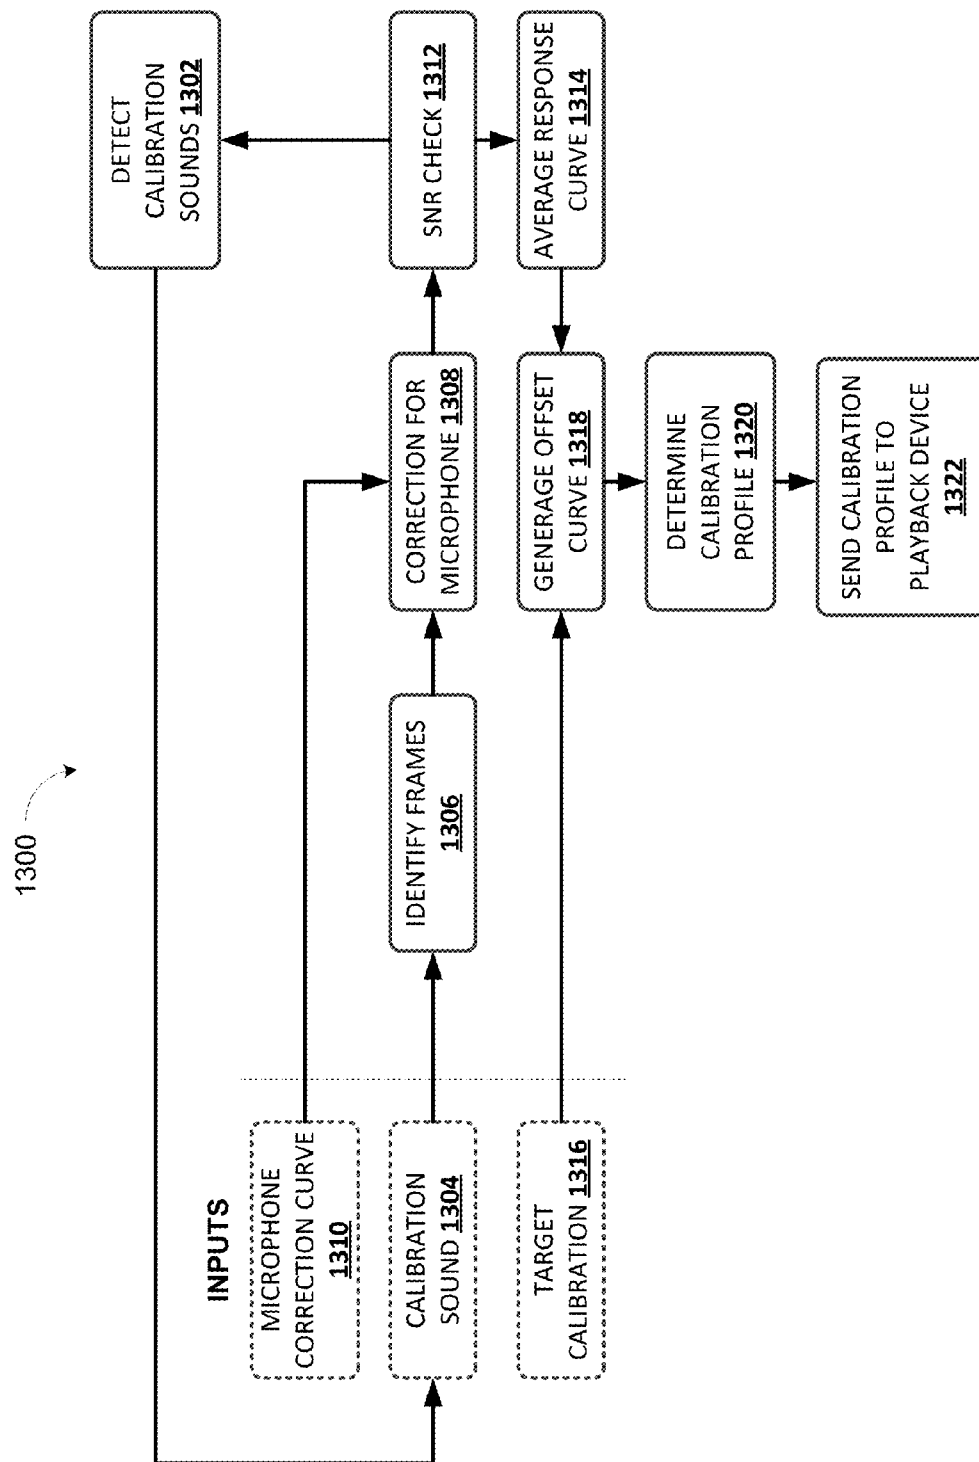 1300
DETECT
CALIBRATION
SOUNDS 1302
INPUTS
MICROPHONE
CORRECTION CURVE
1310
CALIBRATION
SOUND 1304
IDENTIFY FRAMES
1306
CORRECTION FOR
MICROPHONE 1308
SNR CHECK 1312
TARGET
CALIBRATION 1316
GENERAGE OFFSET
CURVE 1318
AVERAGE RESPONSE
CURVE 1314
DETERMINE
CALIBRATION
PROFILE 1320
SEND CALIBRATION
PROFILE TO
PLAYBACK DEVICE
1322